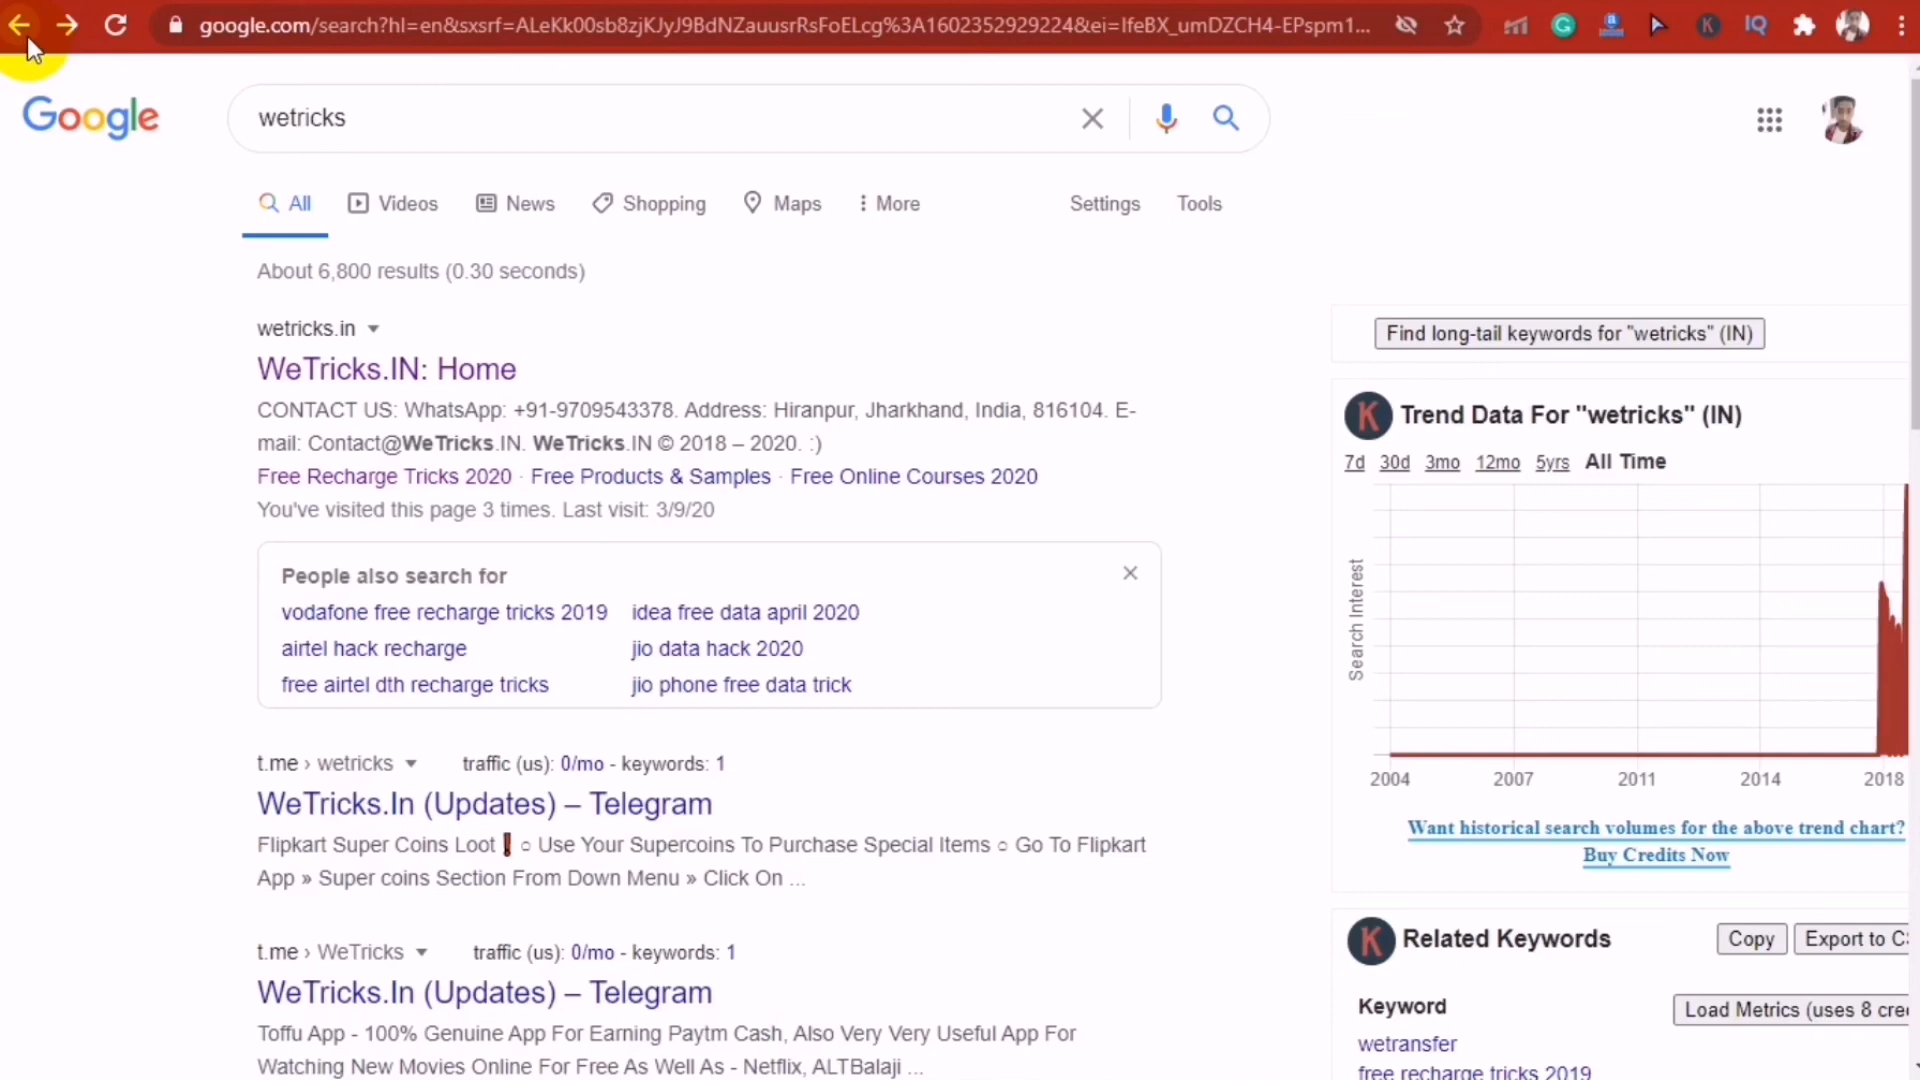 google.com/search?hl=en&sxsrf=ALeKk00sb8zjKJyJ9BdNZauusrRsFoELcg%3A1602352929224&ei=IfeBX_umDZCH4-EPspm1...
Google
wetricks
All
Videos
News
Shopping
Maps
More
Settings
Tools
About 6,800 results (0.30 seconds)
wetricks.in
WeTricks.IN: Home
CONTACT US: WhatsApp: +91-9709543378. Address: Hiranpur, Jharkhand, India, 816104. E-
mail: Contact@WeTricks.IN. WeTricks.IN © 2018 – 2020. :)
Free Recharge Tricks 2020 · Free Products & Samples · Free Online Courses 2020
You've visited this page 3 times. Last visit: 3/9/20
People also search for
vodafone free recharge tricks 2019
idea free data april 2020
airtel hack recharge
jio data hack 2020
free airtel dth recharge tricks
jio phone free data trick
t.me › wetricks
traffic (us): 0/mo - keywords: 1
WeTricks.In (Updates) – Telegram
Flipkart Super Coins Loot❗○ Use Your Supercoins To Purchase Special Items ○ Go To Flipkart
App » Super coins Section From Down Menu » Click On ...
t.me › WeTricks
traffic (us): 0/mo - keywords: 1
WeTricks.In (Updates) – Telegram
Toffu App - 100% Genuine App For Earning Paytm Cash, Also Very Very Useful App For
Watching New Movies Online For Free As Well As - Netflix, ALTBalaji ...
Find long-tail keywords for "wetricks" (IN)
K
Trend Data For "wetricks" (IN)
7d 30d 3mo 12mo 5yrs All Time
Search Interest
2004 2007 2011 2014 2018
Want historical search volumes for the above trend chart?
Buy Credits Now
K
Related Keywords
Copy
Export to C
Keyword
Load Metrics (uses 8 cre
wetransfer
free recharge tricks 2019